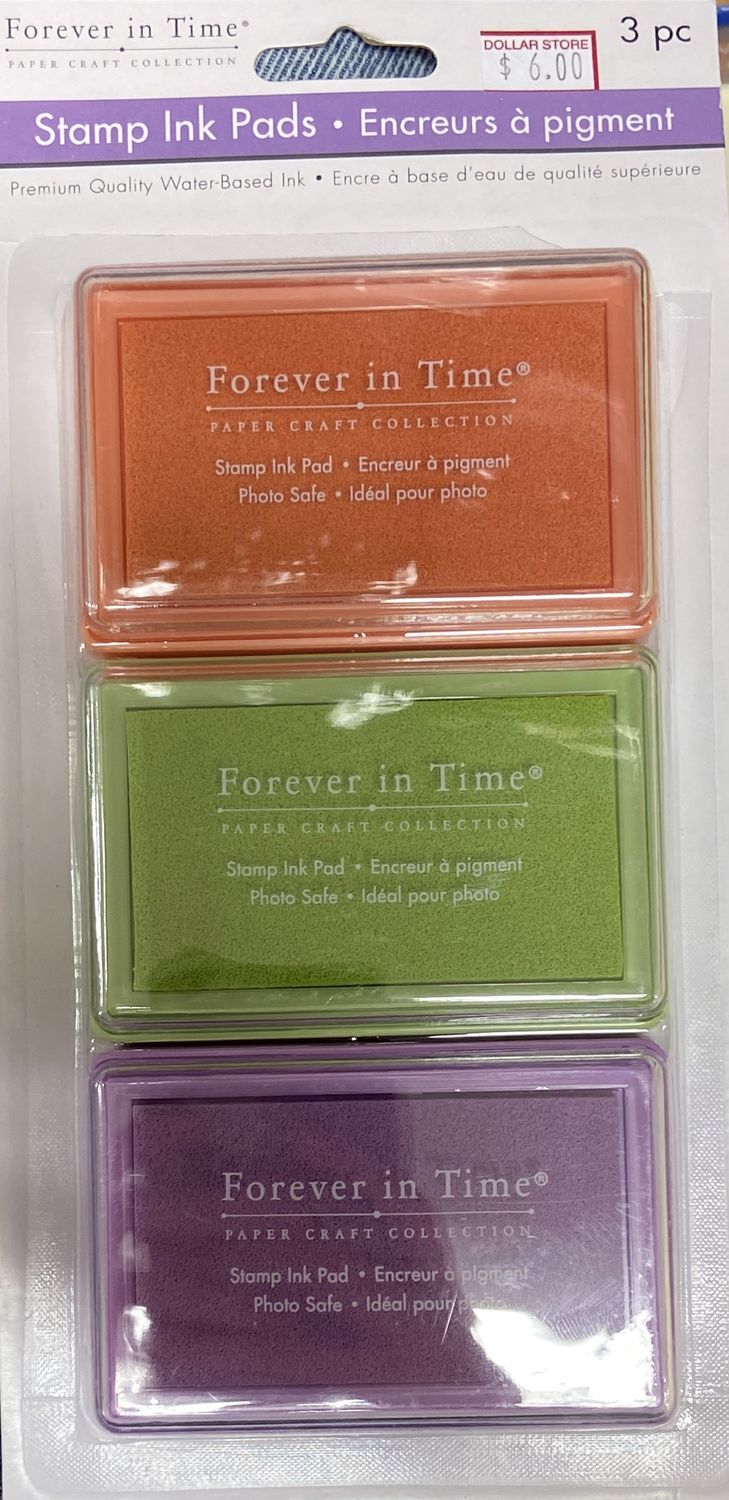 Forever in Time®
PAPER CRAFT COLLECTION
DOLLAR STORE
$ 6.00
3 pc
Stamp Ink Pads • Encreurs à pigment
Premium Quality Water-Based Ink • Encre à base d'eau de qualité supérieure
Forever in Time®
PAPER CRAFT COLLECTION
Stamp Ink Pad • Encreur à pigment
Photo Safe • Idéal pour photo
Forever in Time®
PAPER CRAFT COLLECTION
Stamp Ink Pad • Encreur à pigment
Photo Safe • Idéal pour photo
Forever in Time®
PAPER CRAFT COLLECTION
Stamp Ink Pad • Encreur à pigment
Photo Safe • Idéal pour photo